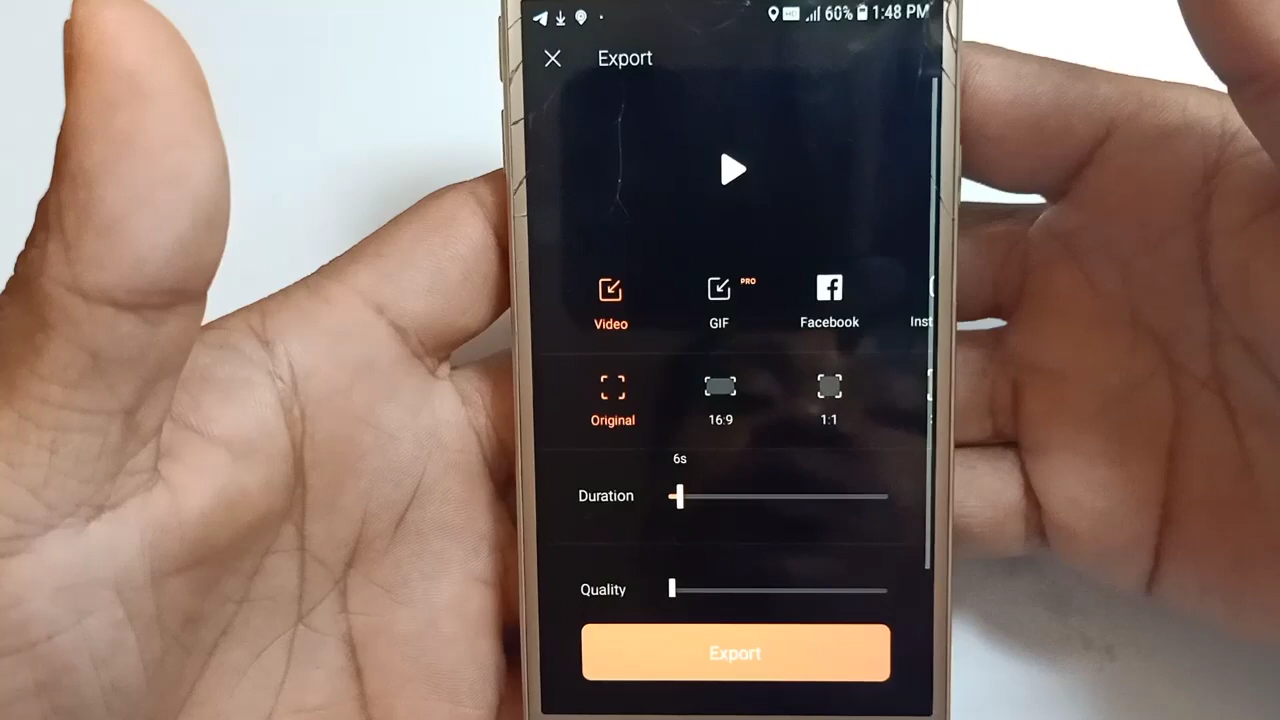 60% 1:48 PM
Export
PRO
Video GIF Facebook Inst
Original 16:9 1:1
6s
Duration
Quality
Export